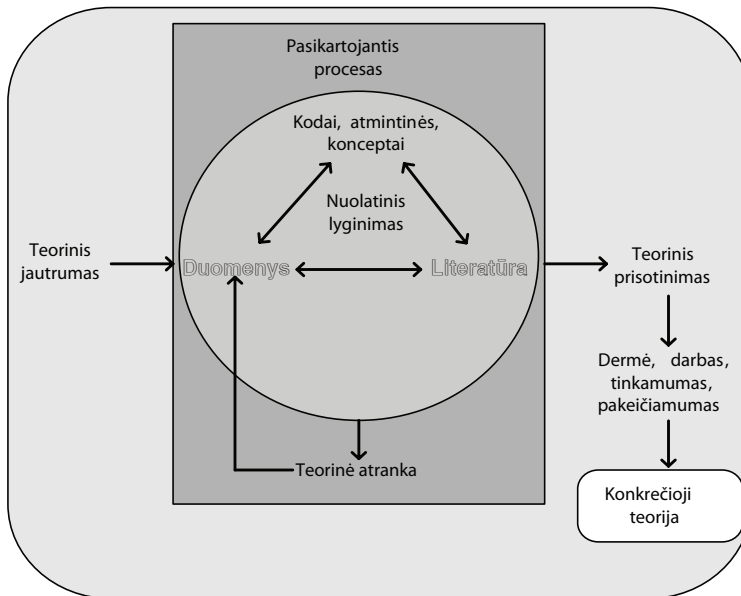 Pasikartojantis
procesas
Kodai, atmintinės,
konceptai
Nuolatinis
lyginimas
Teorinis
jautrumas
Duomenys
Literatūra
Teorinis
prisotinimas
Dermė, darbas,
tinkamumas,
pakeičiamumas
Teorinė atranka
Konkrečioji
teorija